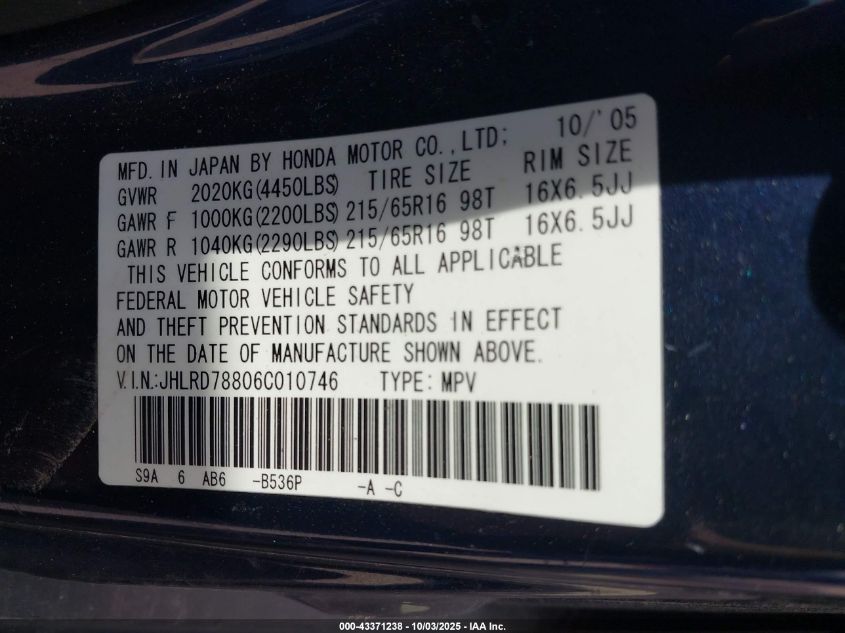 MFD. IN JAPAN BY HONDA MOTOR CO.,LTD; 10/'05
GVWR 2020KG(4450LBS) TIRE SIZE RIM SIZE
GAWR F 1000KG(2200LBS) 215/65R16 98T 16X6.5JJ
GAWR R 1040KG(2290LBS) 215/65R16 98T 16X6.5JJ
THIS VEHICLE CONFORMS TO ALL APPLICABLE
FEDERAL MOTOR VEHICLE SAFETY
AND THEFT PREVENTION STANDARDS IN EFFECT
ON THE DATE OF MANUFACTURE SHOWN ABOVE.
V.I.N.:JHLRD78806C010746 TYPE: MPV
S9A 6 AB6 -B536P -A -C
000-43371238 - 10/03/2025 - IAA Inc.